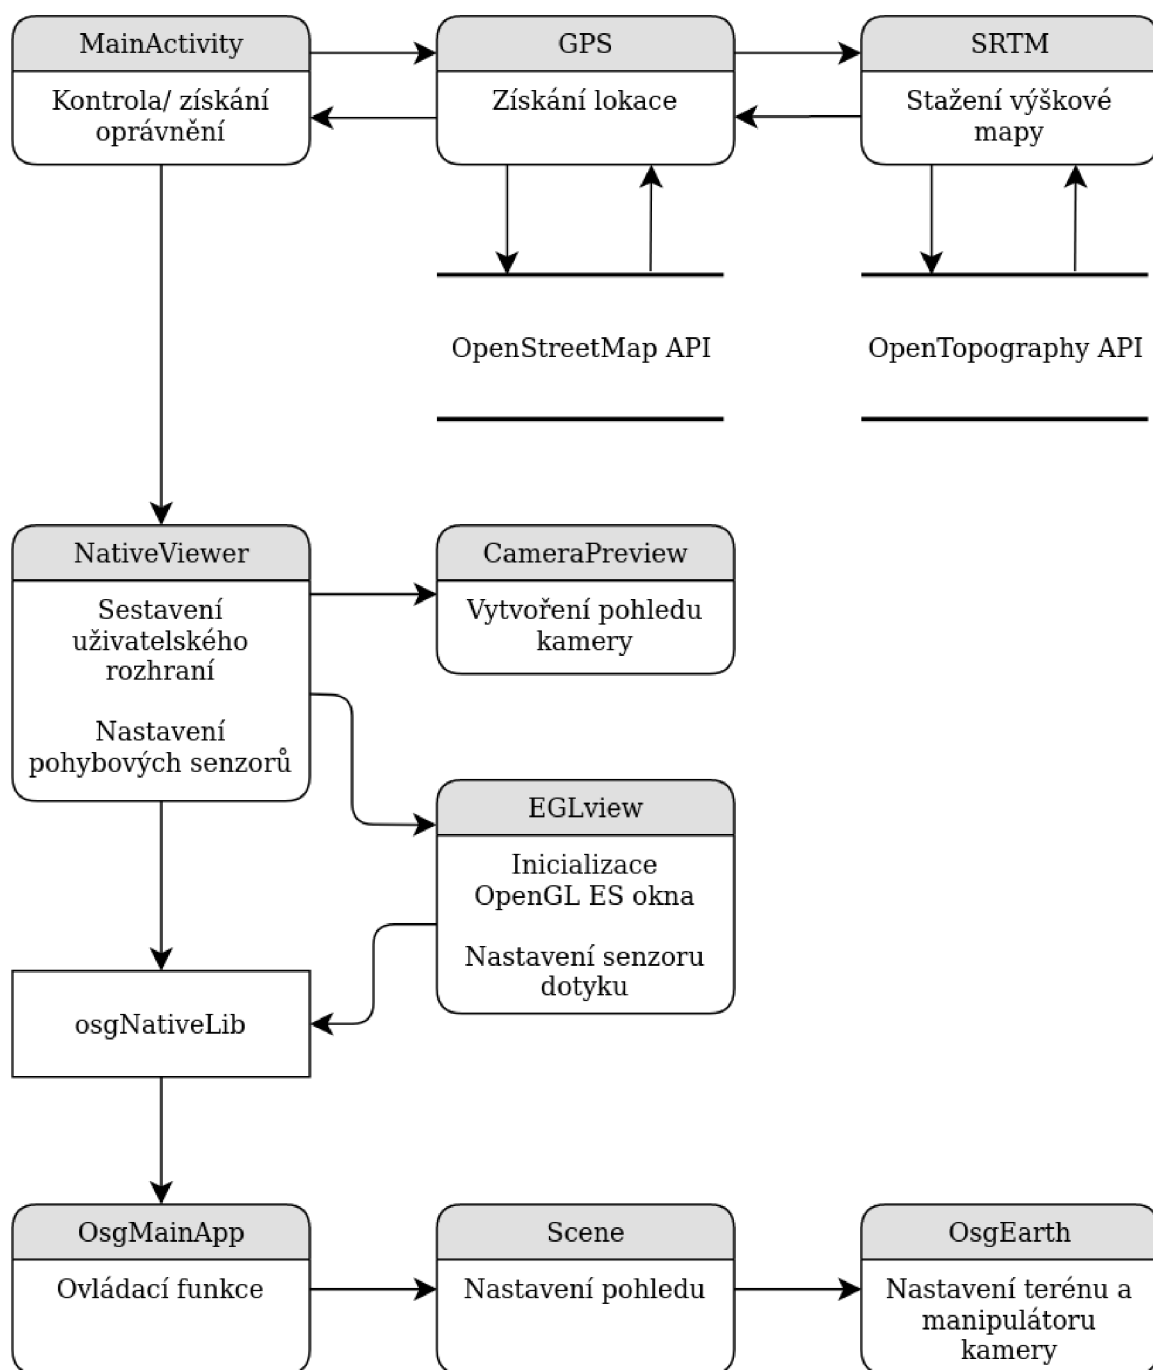 MainActivity
Kontrola/ získání
oprávnění
GPS
Získání lokace
SRTM
Stažení výškové
mapy
OpenStreetMap API
OpenTopography API
NativeViewer
Sestavení
uživatelského
rozhraní
Nastavení
pohybových senzorů
CameraPreview
Vytvoření pohledu
kamery
EGLview
Inicializace
OpenGL ES okna
Nastavení senzoru
dotyku
osgNativeLib
OsgMainApp
Ovládací funkce
Scene
Nastavení pohledu
OsgEarth
Nastavení terénu a
manipulátoru
kamery